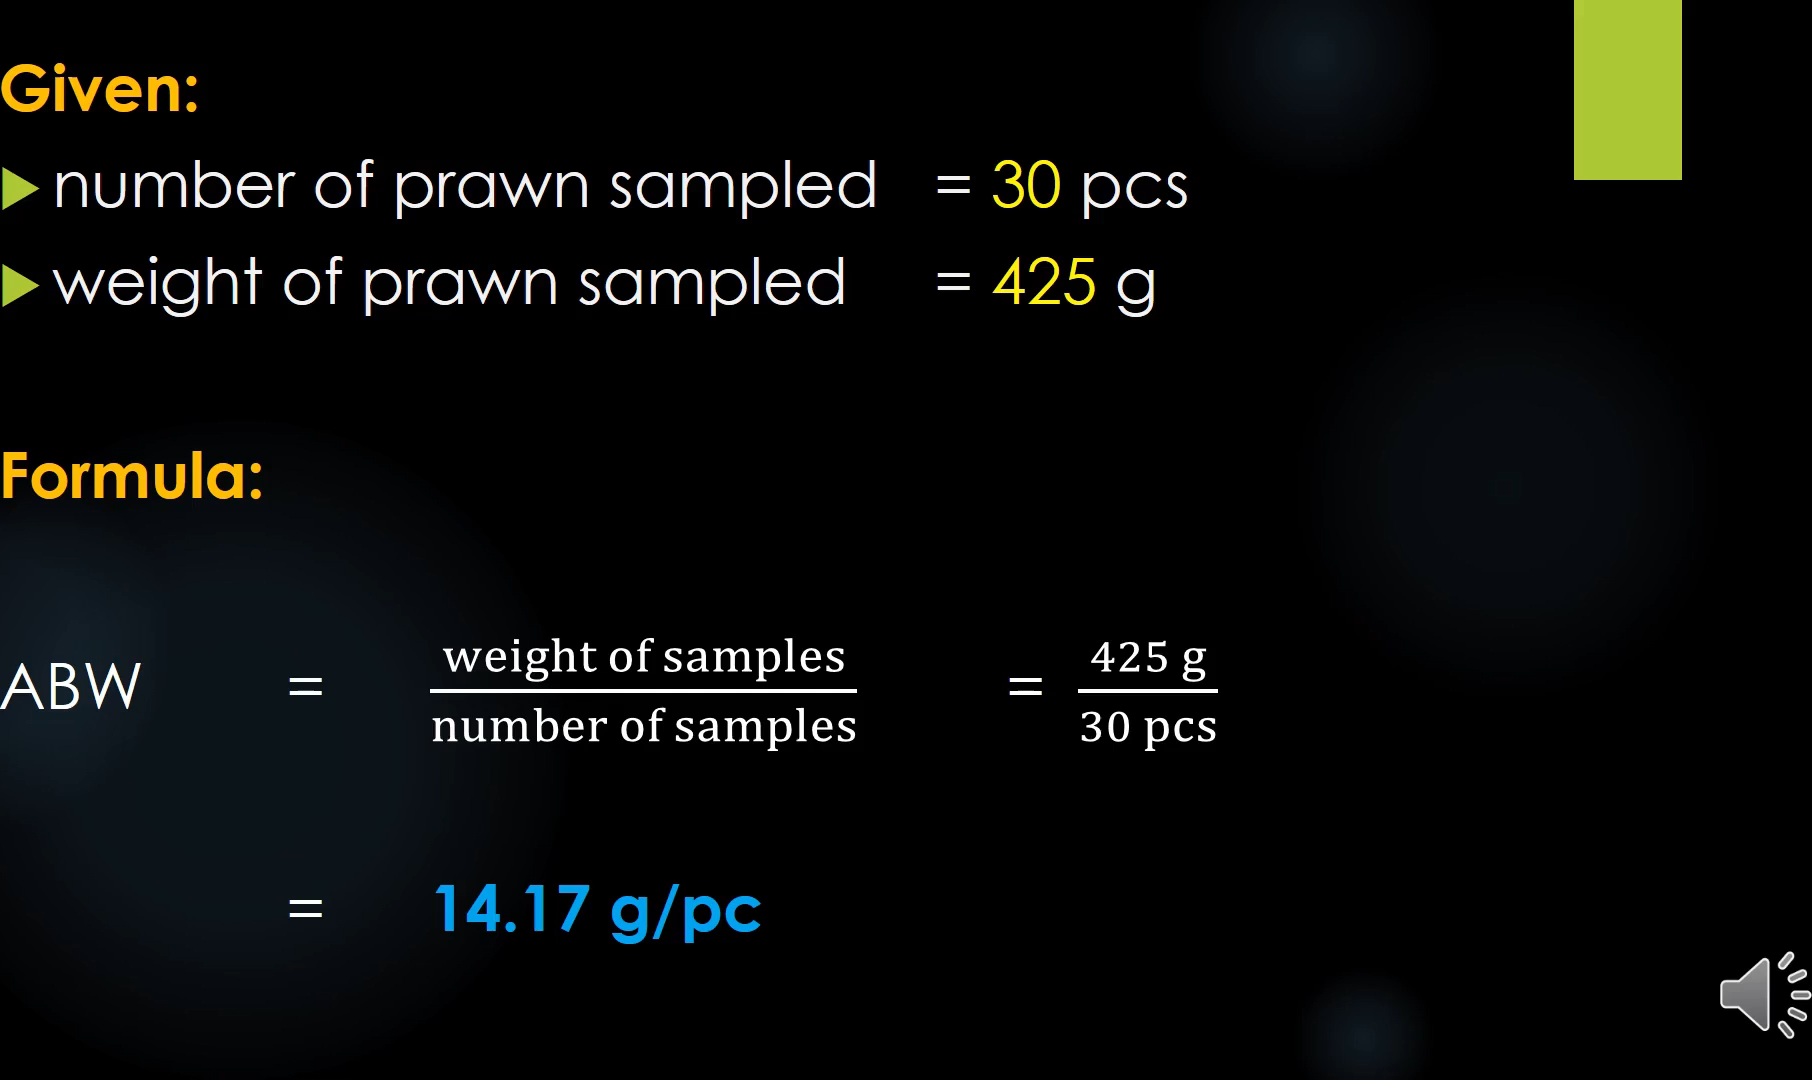 Given:
number of prawn sampled = 30 pcs
weight of prawn sampled = 425 g
Formula:
ABW = weight of samples / number of samples = 425 g / 30 pcs
= 14.17 g/pc